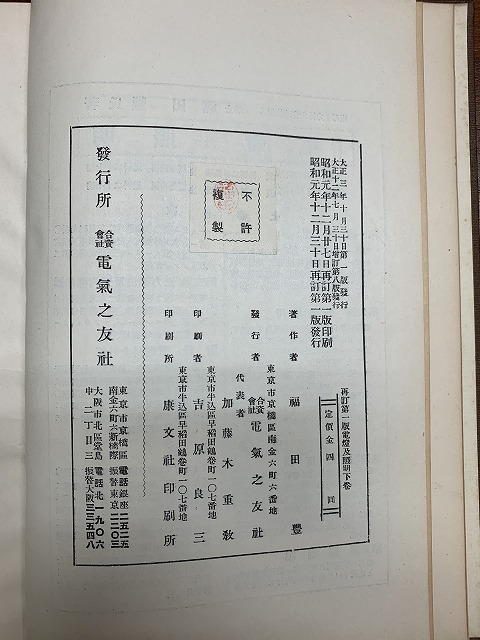 大正三年十月三十日第一版發行
大正十二年七月三十日增訂第八版發行
昭和元年十二月廿七日再訂第一版印刷
昭和元年十二月三十日再訂第一版發行
再訂第一版電燈及照明下卷
定價金四圓
不許
複製
著作者 福田豐
東京市京橋區南金六町六番地
發行者 合資會社 電氣之友社
代表者 加藤木重敎
東京市牛込區早稻田鶴卷町一〇七番地
印刷者 吉原良三
東京市牛込區早稻田鶴卷町一〇七番地
印刷所 康文社印刷所
發行所 合資會社 電氣之友社
東京市京橋區 電話銀座一五二五
南金六町六新橋際 振替東京二二〇三
大阪市北區堂島 電話北一九〇六
中二丁目三 振替大阪三三五四八